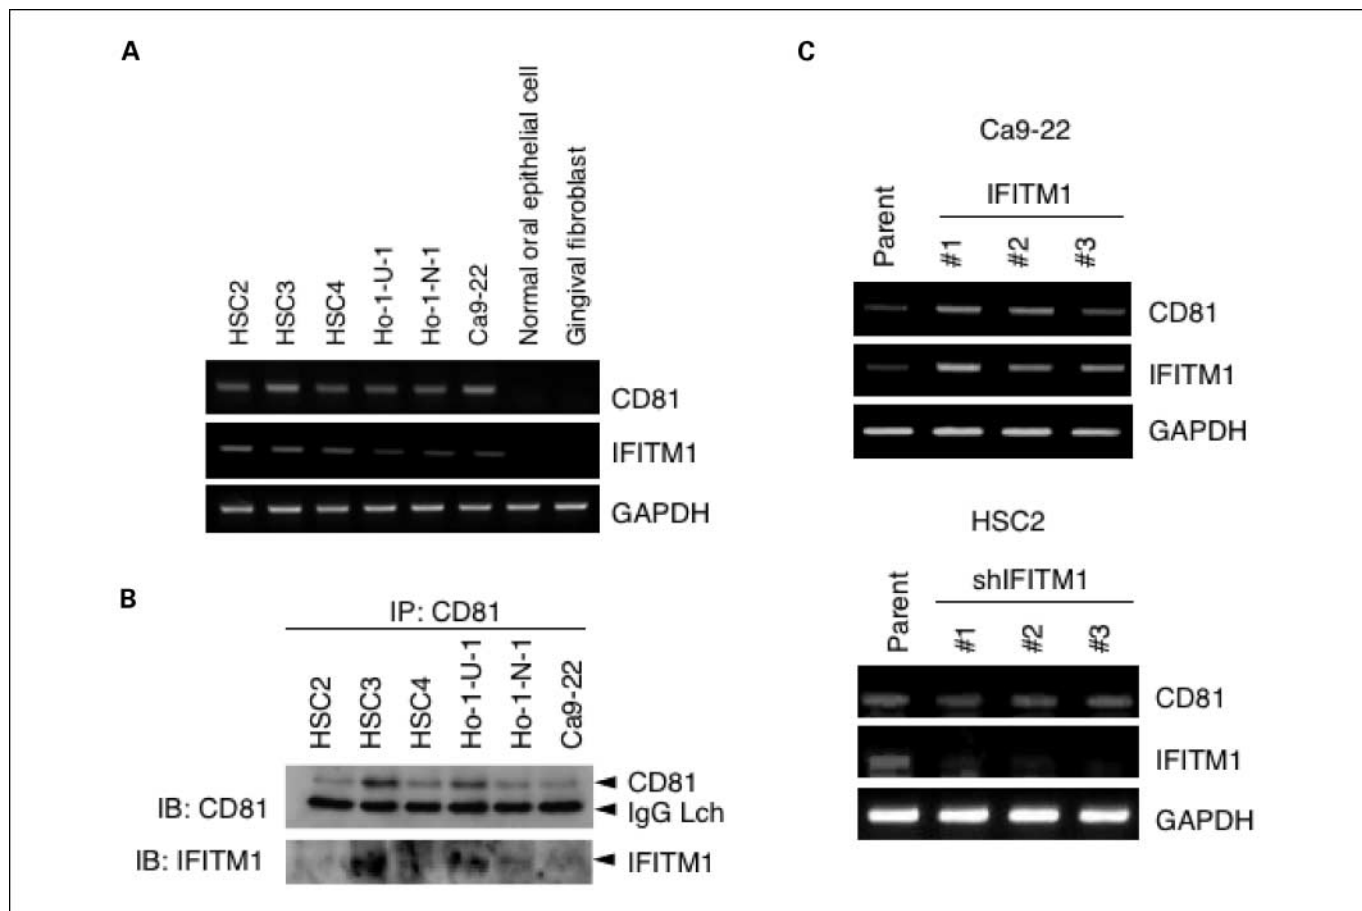 A
HSC2
HSC3
HSC4
Ho-1-U-1
Ho-1-N-1
Ca9-22
Normal oral epithelial cell
Gingival fibroblast
CD81
IFITM1
GAPDH
B
IP: CD81
HSC2
HSC3
HSC4
Ho-1-U-1
Ho-1-N-1
Ca9-22
IB: CD81
CD81
IgG Lch
IB: IFITM1
IFITM1
C
Ca9-22
Parent
IFITM1
#1
#2
#3
CD81
IFITM1
GAPDH
HSC2
Parent
shIFITM1
#1
#2
#3
CD81
IFITM1
GAPDH